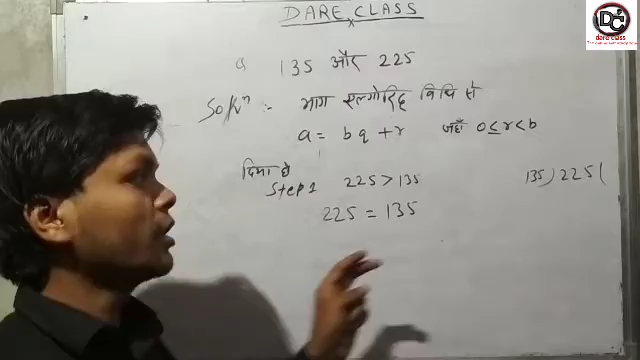 DARE CLASS
DC
dare class
a 135 और 225
Solⁿ :- भाग एल्गोरिद्म विधि से
a = bq + r जहाँ 0 ≤ r < b
दिया है
Step 1 225 > 135 135 ) 225 (
225 = 135